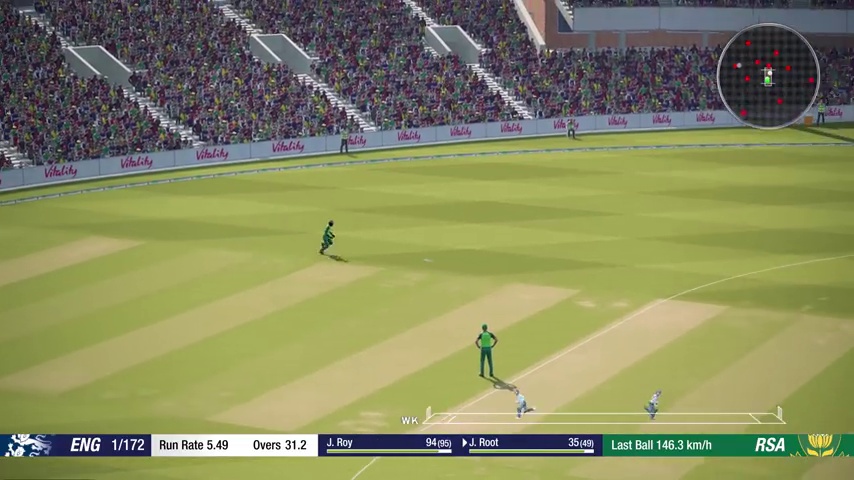 Vitality Vitality Vitality Vitality Vitality Vitality Vitality Vitality Vitality Vitality Vitality
WK
ENG 1/172 Run Rate 5.49 Overs 31.2 J. Roy 94 (95) J. Root 35 (49) Last Ball 146.3 km/h RSA